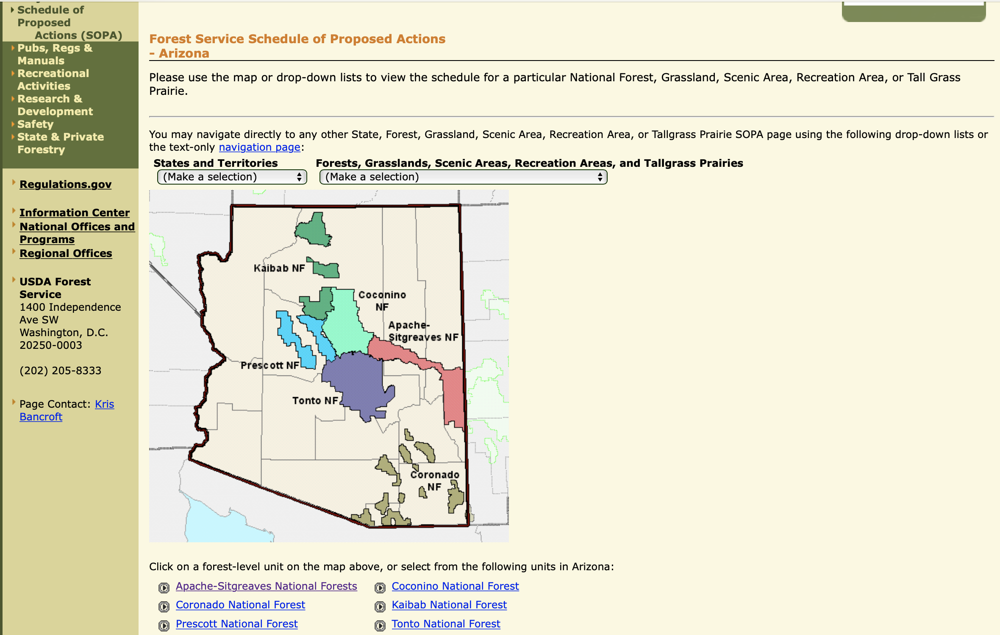 Schedule of
Proposed
Actions (SOPA)
Pubs, Regs &
Manuals
Recreational
Activities
Research &
Development
Safety
State & Private
Forestry
Regulations.gov
Information Center
National Offices and
Programs
Regional Offices
USDA Forest
Service
1400 Independence
Ave SW
Washington, D.C.
20250-0003
(202) 205-8333
Page Contact: Kris
Bancroft
Forest Service Schedule of Proposed Actions
- Arizona
Please use the map or drop-down lists to view the schedule for a particular National Forest, Grassland, Scenic Area, Recreation Area, or Tall Grass
Prairie.
You may navigate directly to any other State, Forest, Grassland, Scenic Area, Recreation Area, or Tallgrass Prairie SOPA page using the following drop-down lists or
the text-only navigation page:
States and Territories
Forests, Grasslands, Scenic Areas, Recreation Areas, and Tallgrass Prairies
(Make a selection)
(Make a selection)
Kaibab NF
Coconino
NF
Apache-
Sitgreaves NF
Prescott NF
Tonto NF
Coronado
NF
Click on a forest-level unit on the map above, or select from the following units in Arizona:
Apache-Sitgreaves National Forests
Coconino National Forest
Coronado National Forest
Kaibab National Forest
Prescott National Forest
Tonto National Forest